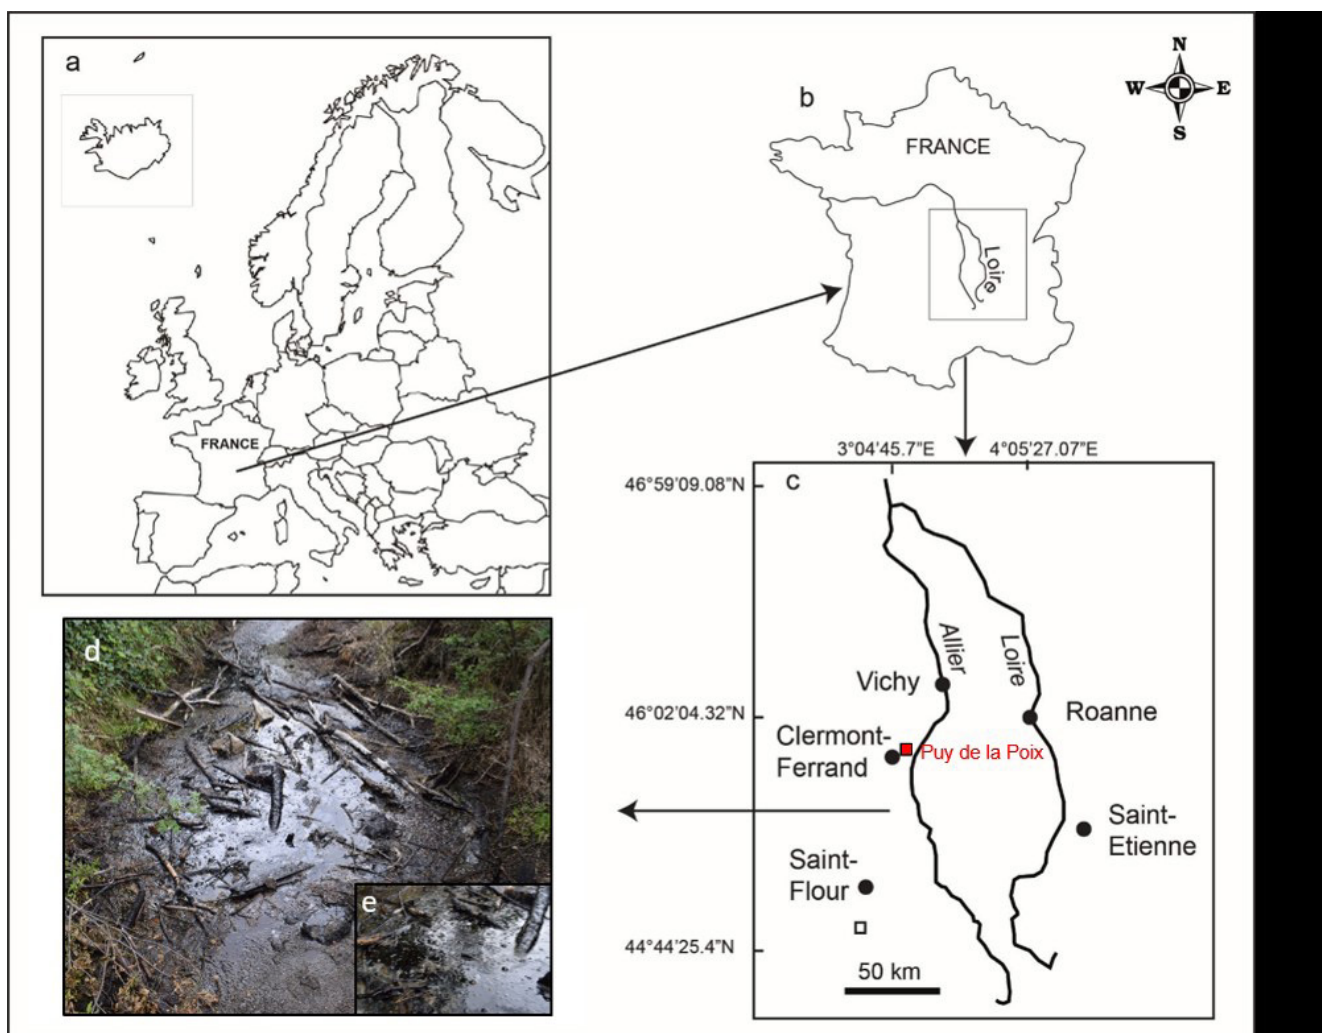 a
FRANCE
b
FRANCE
Loire
N
W
E
S
3°04'45.7"E
4°05'27.07"E
46°59'09.08"N
46°02'04.32"N
44°44'25.4"N
c
Allier
Loire
Vichy
Roanne
Clermont-
Ferrand
Puy de la Poix
Saint-
Etienne
Saint-
Flour
50 km
d
e